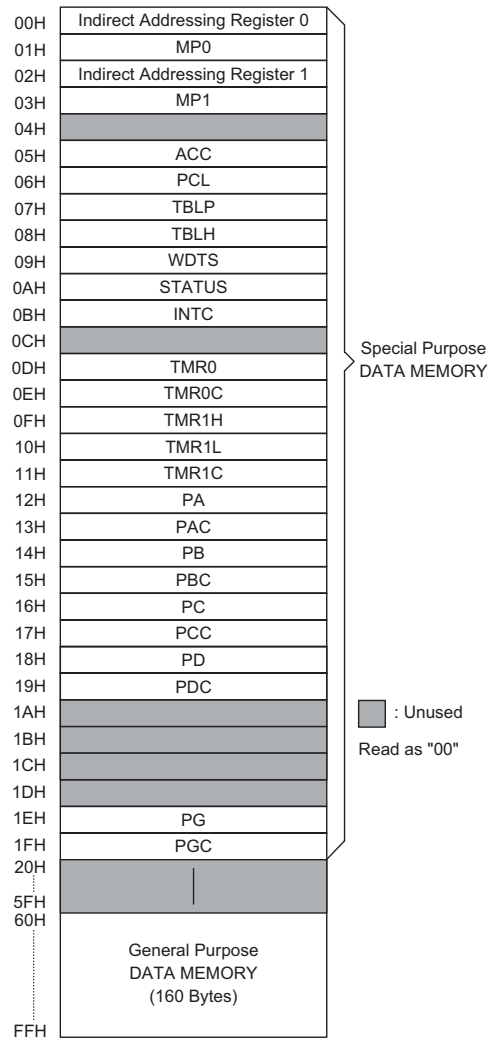 00H Indirect Addressing Register 0
01H MP0
02H Indirect Addressing Register 1
03H MP1
04H
05H ACC
06H PCL
07H TBLP
08H TBLH
09H WDTS
0AH STATUS
0BH INTC
0CH
0DH TMR0
0EH TMR0C
0FH TMR1H
10H TMR1L
11H TMR1C
12H PA
13H PAC
14H PB
15H PBC
16H PC
17H PCC
18H PD
19H PDC
1AH
1BH
1CH
1DH
1EH PG
1FH PGC
20H
5FH
60H
General Purpose
DATA MEMORY
(160 Bytes)
FFH
Special Purpose
DATA MEMORY
: Unused
Read as "00"